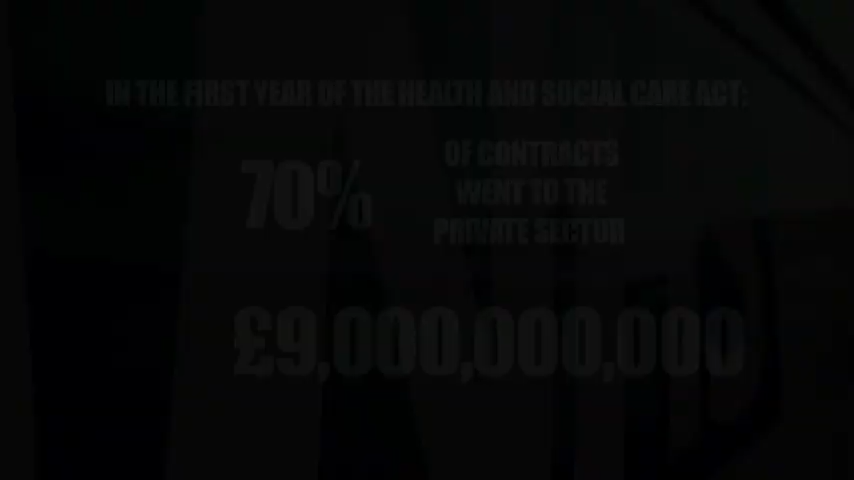 IN THE FIRST YEAR OF THE HEALTH AND SOCIAL CARE ACT:
70%
OF CONTRACTS
WENT TO THE
PRIVATE SECTOR
£9,000,000,000